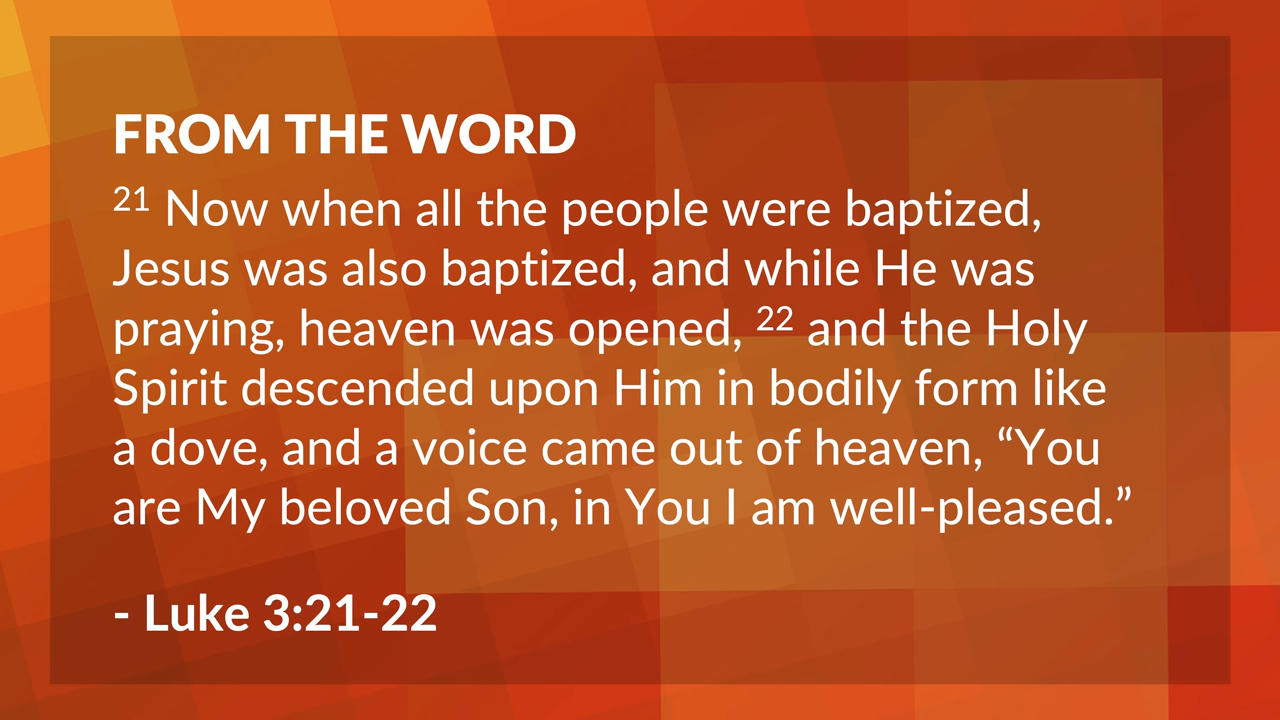 FROM THE WORD
21 Now when all the people were baptized,
Jesus was also baptized, and while He was
praying, heaven was opened, 22 and the Holy
Spirit descended upon Him in bodily form like
a dove, and a voice came out of heaven, “You
are My beloved Son, in You I am well-pleased.”
- Luke 3:21-22